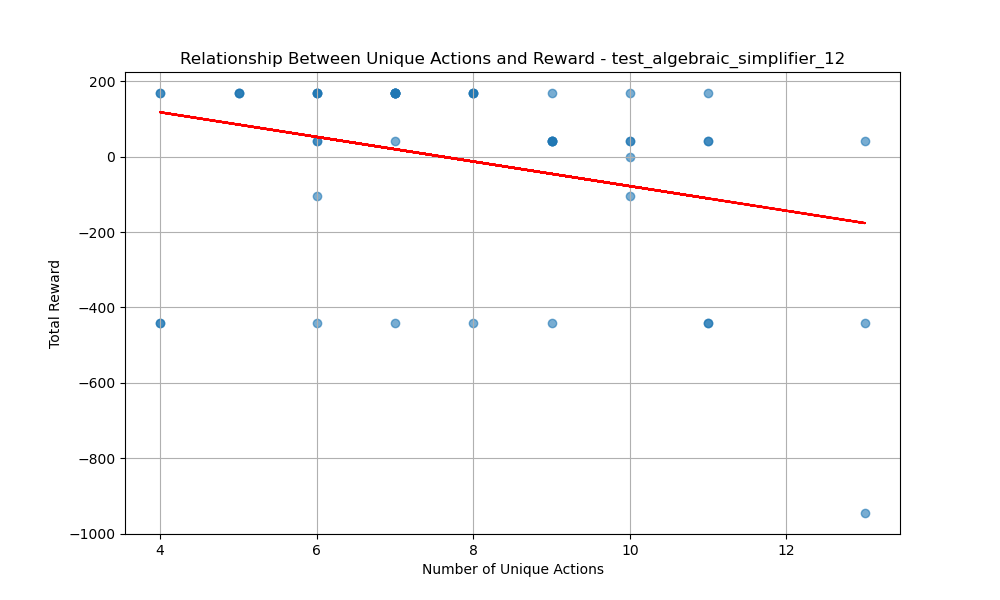 Relationship Between Unique Actions and Reward - test_algebraic_simplifier_12
200
0
−200
−400
−600
−800
−1000
Total Reward
4 6 8 10 12
Number of Unique Actions